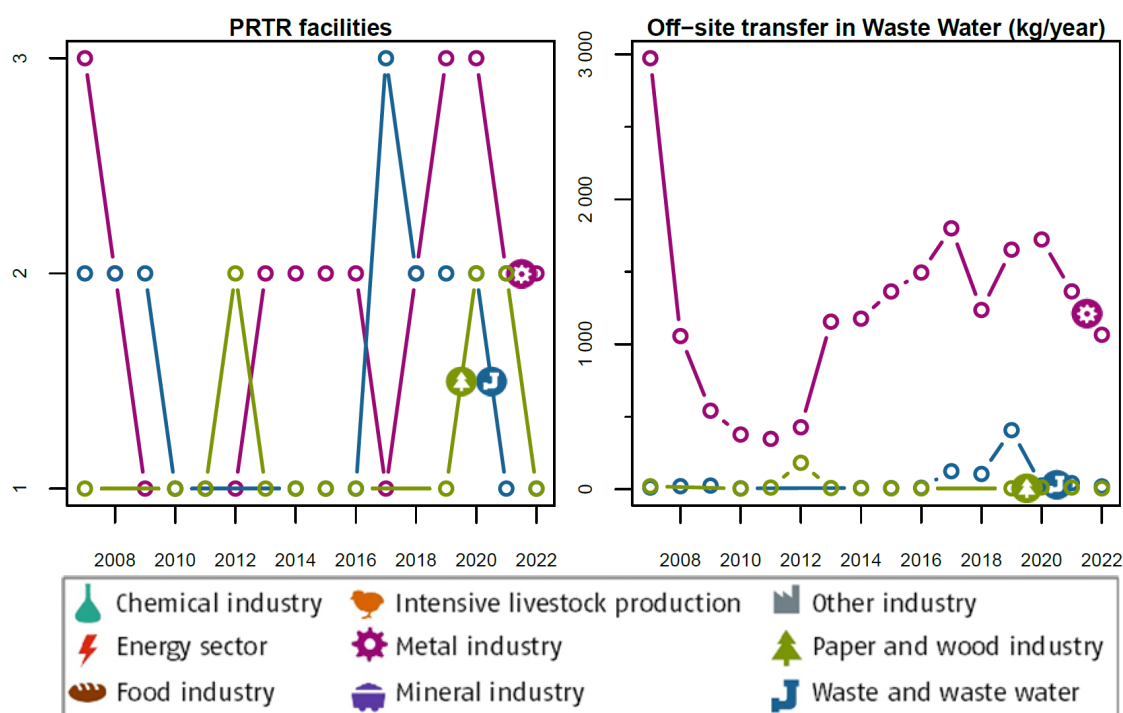 PRTR facilities
Off−site transfer in Waste Water (kg/year)
3
2
1
3 000
2 000
1 000
0
2008 2010 2012 2014 2016 2018 2020 2022
2008 2010 2012 2014 2016 2018 2020 2022
Chemical industry Intensive livestock production Other industry
Energy sector Metal industry Paper and wood industry
Food industry Mineral industry Waste and waste water